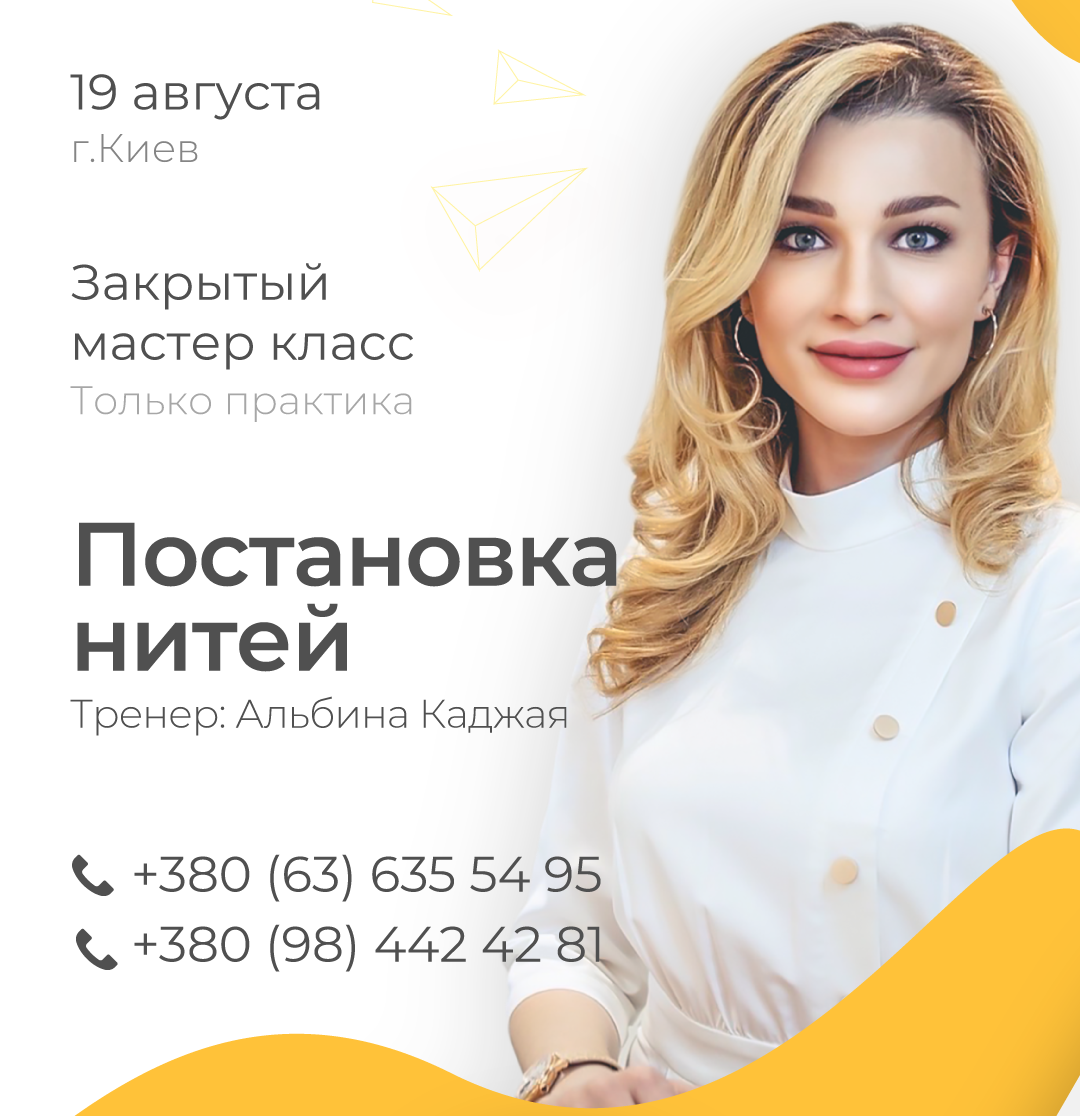 19 августа
г.Киев
Закрытый
мастер класс
Только практика
Постановка
нитей
Тренер: Альбина Каджая
+380 (63) 635 54 95
+380 (98) 442 42 81